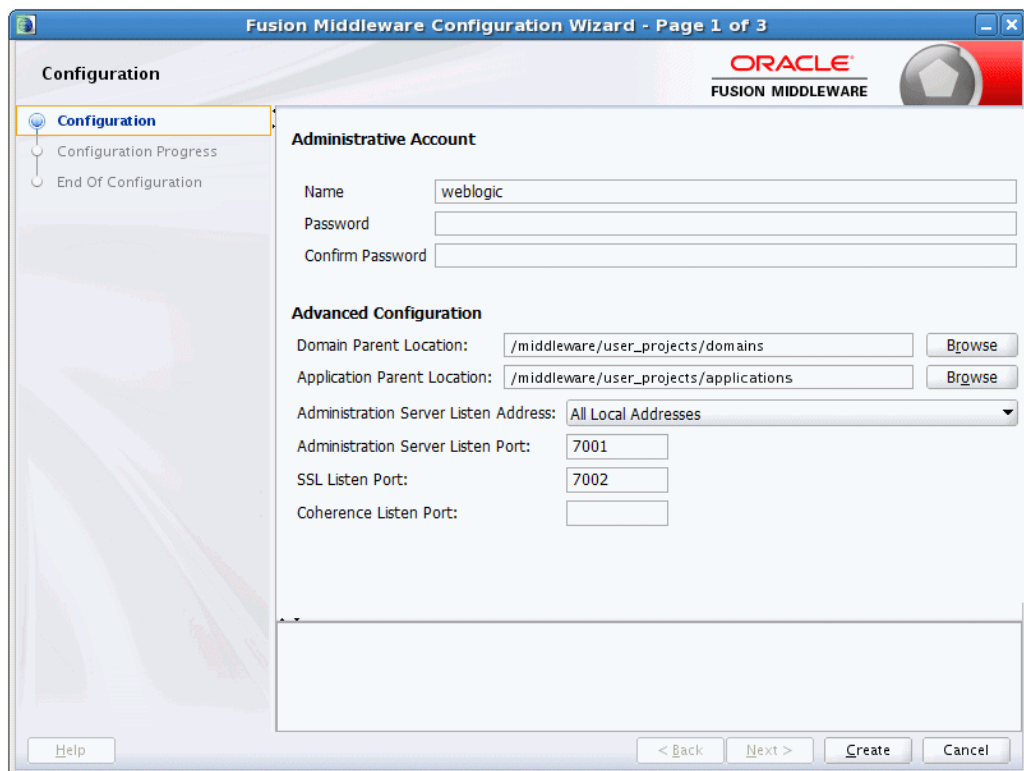 Fusion Middleware Configuration Wizard - Page 1 of 3
Configuration
ORACLE
FUSION MIDDLEWARE
Configuration
Configuration Progress
End Of Configuration
Administrative Account
Name weblogic
Password
Confirm Password
Advanced Configuration
Domain Parent Location: /middleware/user_projects/domains Browse
Application Parent Location: /middleware/user_projects/applications Browse
Administration Server Listen Address: All Local Addresses
Administration Server Listen Port: 7001
SSL Listen Port: 7002
Coherence Listen Port:
Help < Back Next > Create Cancel